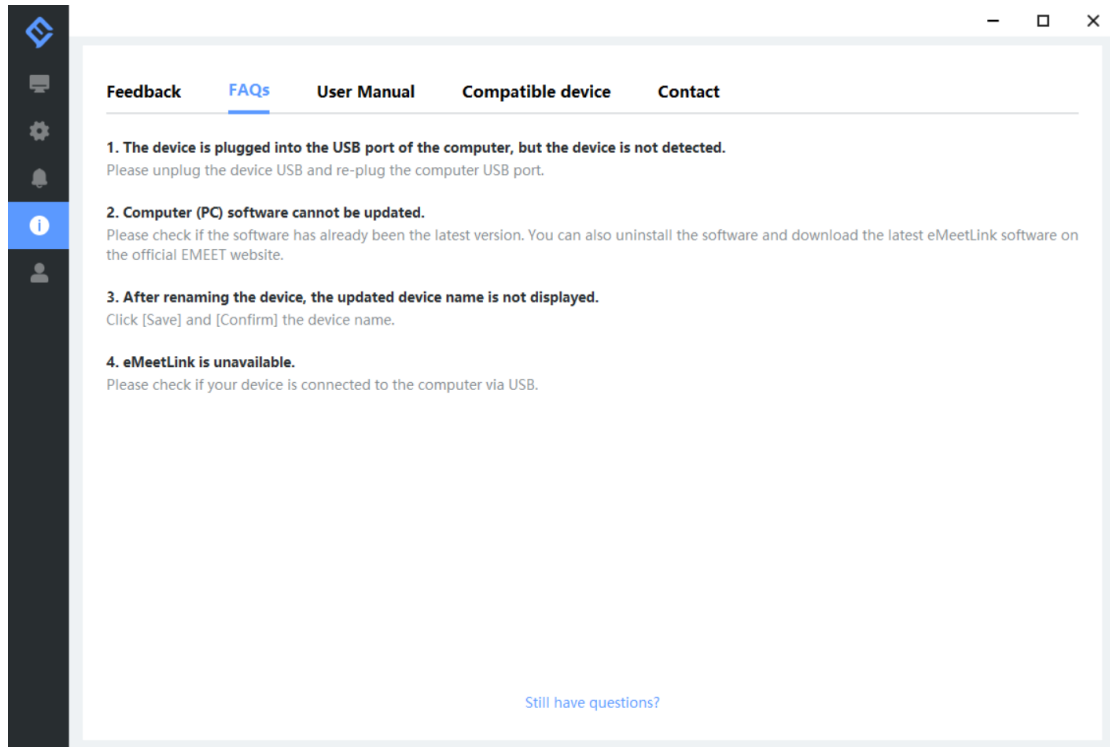 Feedback FAQs User Manual Compatible device Contact
1. The device is plugged into the USB port of the computer, but the device is not detected.
Please unplug the device USB and re-plug the computer USB port.
2. Computer (PC) software cannot be updated.
Please check if the software has already been the latest version. You can also uninstall the software and download the latest eMeetLink software on
the official EMEET website.
3. After renaming the device, the updated device name is not displayed.
Click [Save] and [Confirm] the device name.
4. eMeetLink is unavailable.
Please check if your device is connected to the computer via USB.
Still have questions?